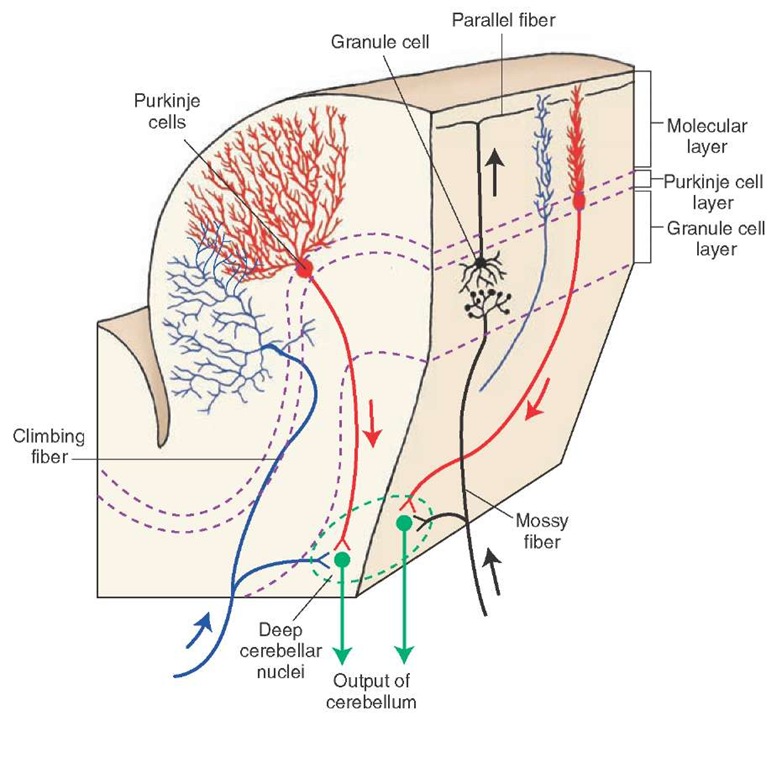 Parallel fiber
Granule cell
Purkinje
cells
Molecular
layer
Purkinje cell
layer
Granule cell
layer
Climbing
fiber
Mossy
fiber
Deep
cerebellar
nuclei
Output of
cerebellum